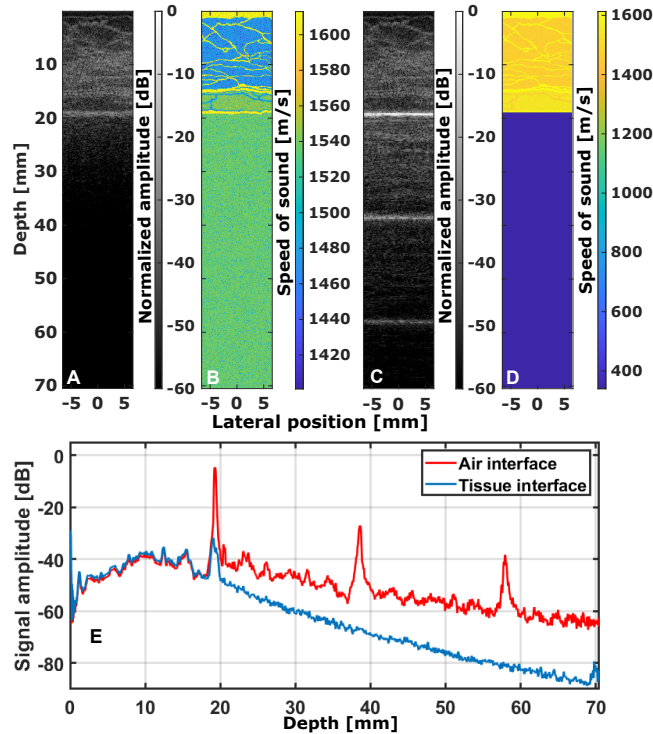 Depth [mm]
10
20
30
40
50
60
70
A
-5 0 5
0
-10
-20
-30
-40
-50
-60
Normalized amplitude [dB]
B
-5 0 5
1600
1580
1560
1540
1520
1500
1480
1460
1440
1420
Speed of sound [m/s]
C
-5 0 5
0
-10
-20
-30
-40
-50
-60
Normalized amplitude [dB]
D
-5 0 5
1600
1400
1200
1000
800
600
400
Speed of sound [m/s]
Lateral position [mm]
Signal amplitude [dB]
0
-20
-40
-60
-80
Air interface
Tissue interface
E
0 10 20 30 40 50 60 70
Depth [mm]